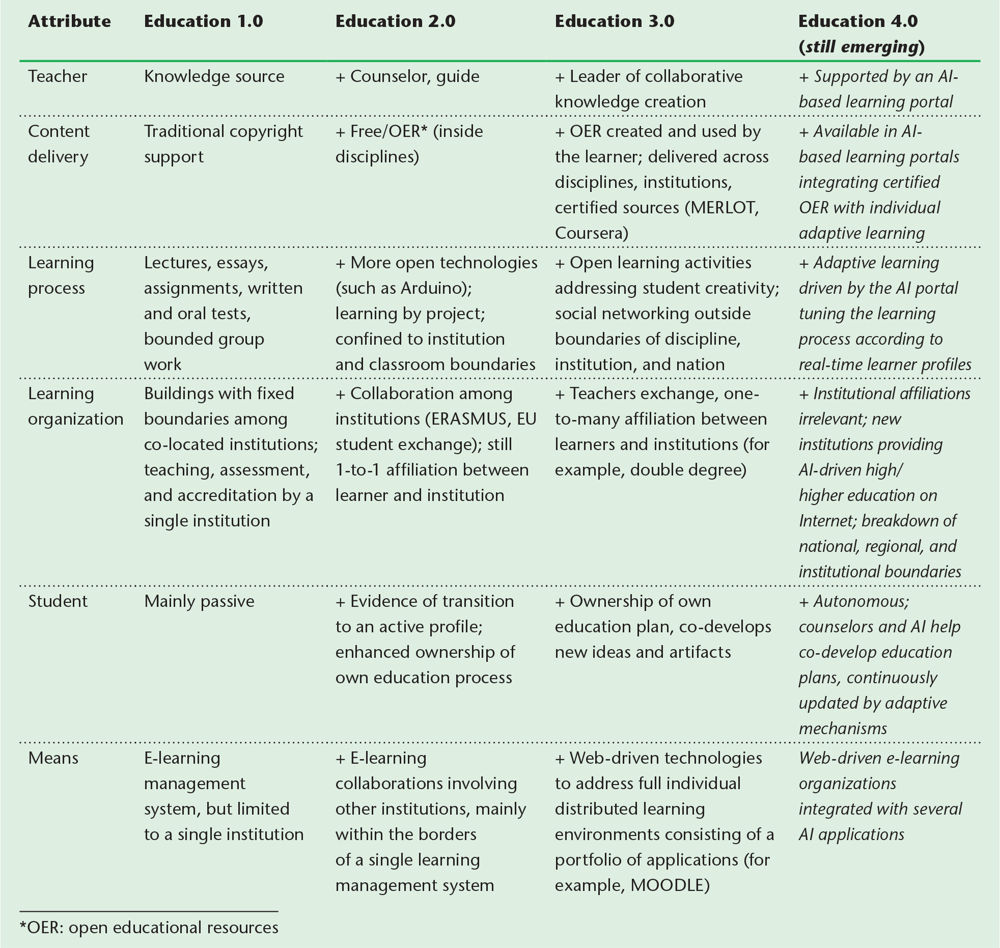 Attribute Education 1.0 Education 2.0 Education 3.0 Education 4.0
(still emerging)
Teacher
Knowledge source
+ Counselor, guide
+ Leader of collaborative
knowledge creation
+ Supported by an AI-
based learning portal
Content
delivery
Traditional copyright
support
+ Free/OER* (inside
disciplines)
+ OER created and used by
the learner; delivered across
disciplines, institutions,
certified sources (MERLOT,
Coursera)
+ Available in AI-
based learning portals
integrating certified
OER with individual
adaptive learning
Learning
process
Lectures, essays,
assignments, written
and oral tests,
bounded group
work
+ More open technologies
(such as Arduino);
learning by project;
confined to institution
and classroom boundaries
+ Open learning activities
addressing student creativity;
social networking outside
boundaries of discipline,
institution, and nation
+ Adaptive learning
driven by the AI portal
tuning the learning
process according to
real-time learner profiles
Learning
organization
Buildings with fixed
boundaries among
co-located institutions;
teaching, assessment,
and accreditation by a
single institution
+ Collaboration among
institutions (ERASMUS, EU
student exchange); still
1-to-1 affiliation between
learner and institution
+ Teachers exchange, one-
to-many affiliation between
learners and institutions (for
example, double degree)
+ Institutional affiliations
irrelevant; new
institutions providing
AI-driven high/
higher education on
Internet; breakdown of
national, regional, and
institutional boundaries
Student
Mainly passive
+ Evidence of transition
to an active profile;
enhanced ownership of
own education process
+ Ownership of own
education plan, co-develops
new ideas and artifacts
+ Autonomous;
counselors and AI help
co-develop education
plans, continuously
updated by adaptive
mechanisms
Means
E-learning
management
system, but limited
to a single institution
+ E-learning
collaborations involving
other institutions, mainly
within the borders
of a single learning
management system
+ Web-driven technologies
to address full individual
distributed learning
environments consisting of a
portfolio of applications (for
example, MOODLE)
Web-driven e-learning
organizations
integrated with several
AI applications
*OER: open educational resources